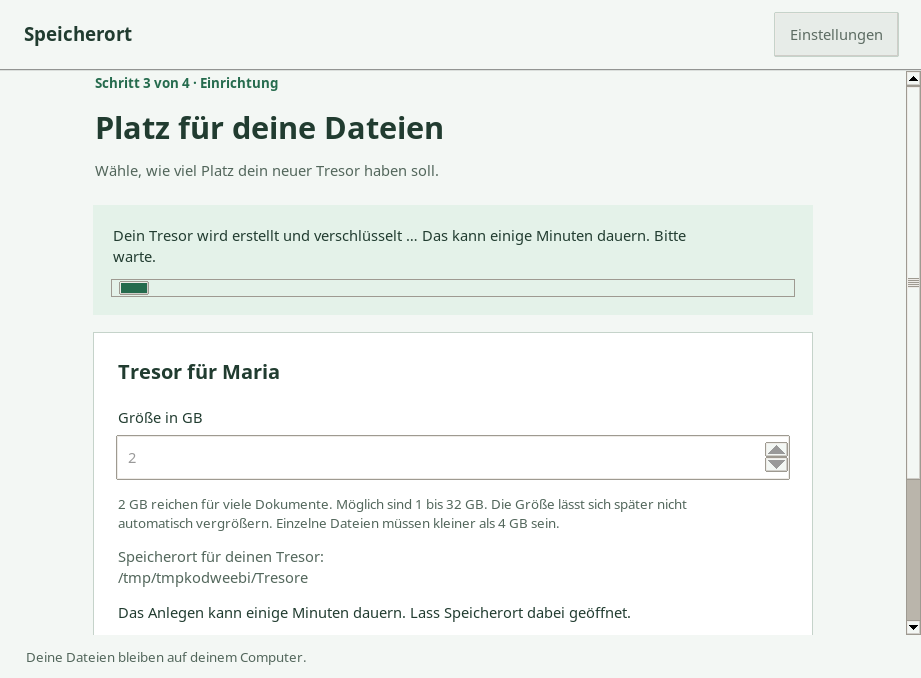 Speicherort
Einstellungen
Schritt 3 von 4 · Einrichtung
Platz für deine Dateien
Wähle, wie viel Platz dein neuer Tresor haben soll.
Dein Tresor wird erstellt und verschlüsselt ... Das kann einige Minuten dauern. Bitte
warte.
Tresor für Maria
Größe in GB
2
2 GB reichen für viele Dokumente. Möglich sind 1 bis 32 GB. Die Größe lässt sich später nicht
automatisch vergrößern. Einzelne Dateien müssen kleiner als 4 GB sein.
Speicherort für deinen Tresor:
/tmp/tmpkodweebi/Tresore
Das Anlegen kann einige Minuten dauern. Lass Speicherort dabei geöffnet.
Deine Dateien bleiben auf deinem Computer.